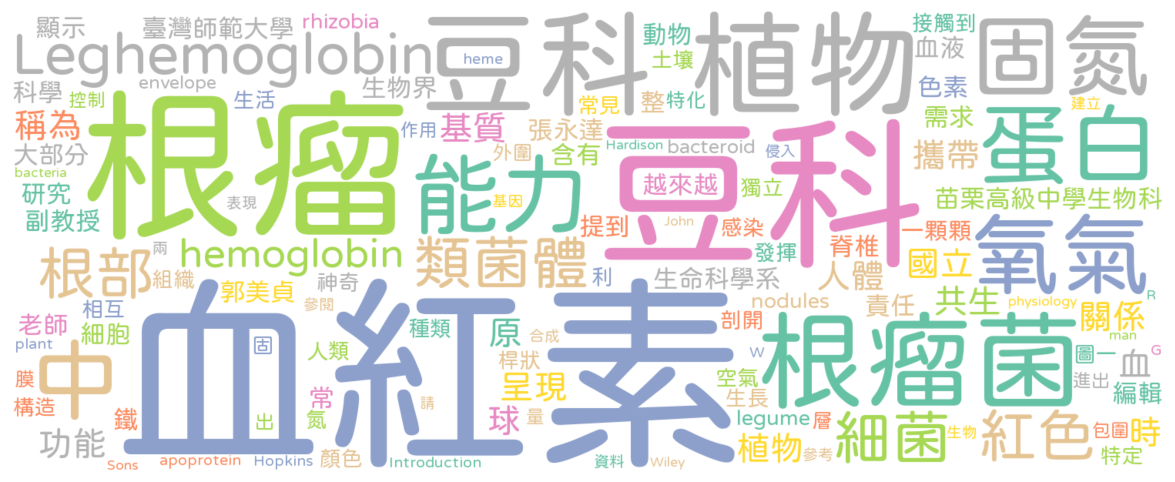 顯示
臺灣師範大學
rhizobia
豆科植物
動物
接觸到
固氮
Leghemoglobin
heme
土壤
血液
envelope
生物界
色素
科學
控制
生活
常見
整
特化
建立
根瘤
稱為
作用
基質
張永達
豆科
需求
蛋白
大部分
外圍
含有
Hardison
bacteroid
侵入
攜帶
bacteria
能力
越來越
獨立
研究
基因
苗栗高級中學生物科
副教授
表現
提到
John
感染
一顆顆
氧氣
兩
hemoglobin
類菌體
發揮
脊椎
國立
根部
組織
神奇
利
生命科學系
人體
郭美貞
參閱
nodules
責任
共生
physiology
R
相互
血紅素
種類
原
合成
剖開
根瘤菌
關係
老師
細胞
固
W
man
plant
人類
桿狀
圖一
血
G
中
膜
空氣
進出
呈現
生長
編輯
構造
鐵
常
請
量
出
氮
球
legume
層
細菌
生物
紅色
包圍
時
功能
植物
參考
特定
Sons
apoprotein
Hopkins
顏色
Introduction
資料
Wiley